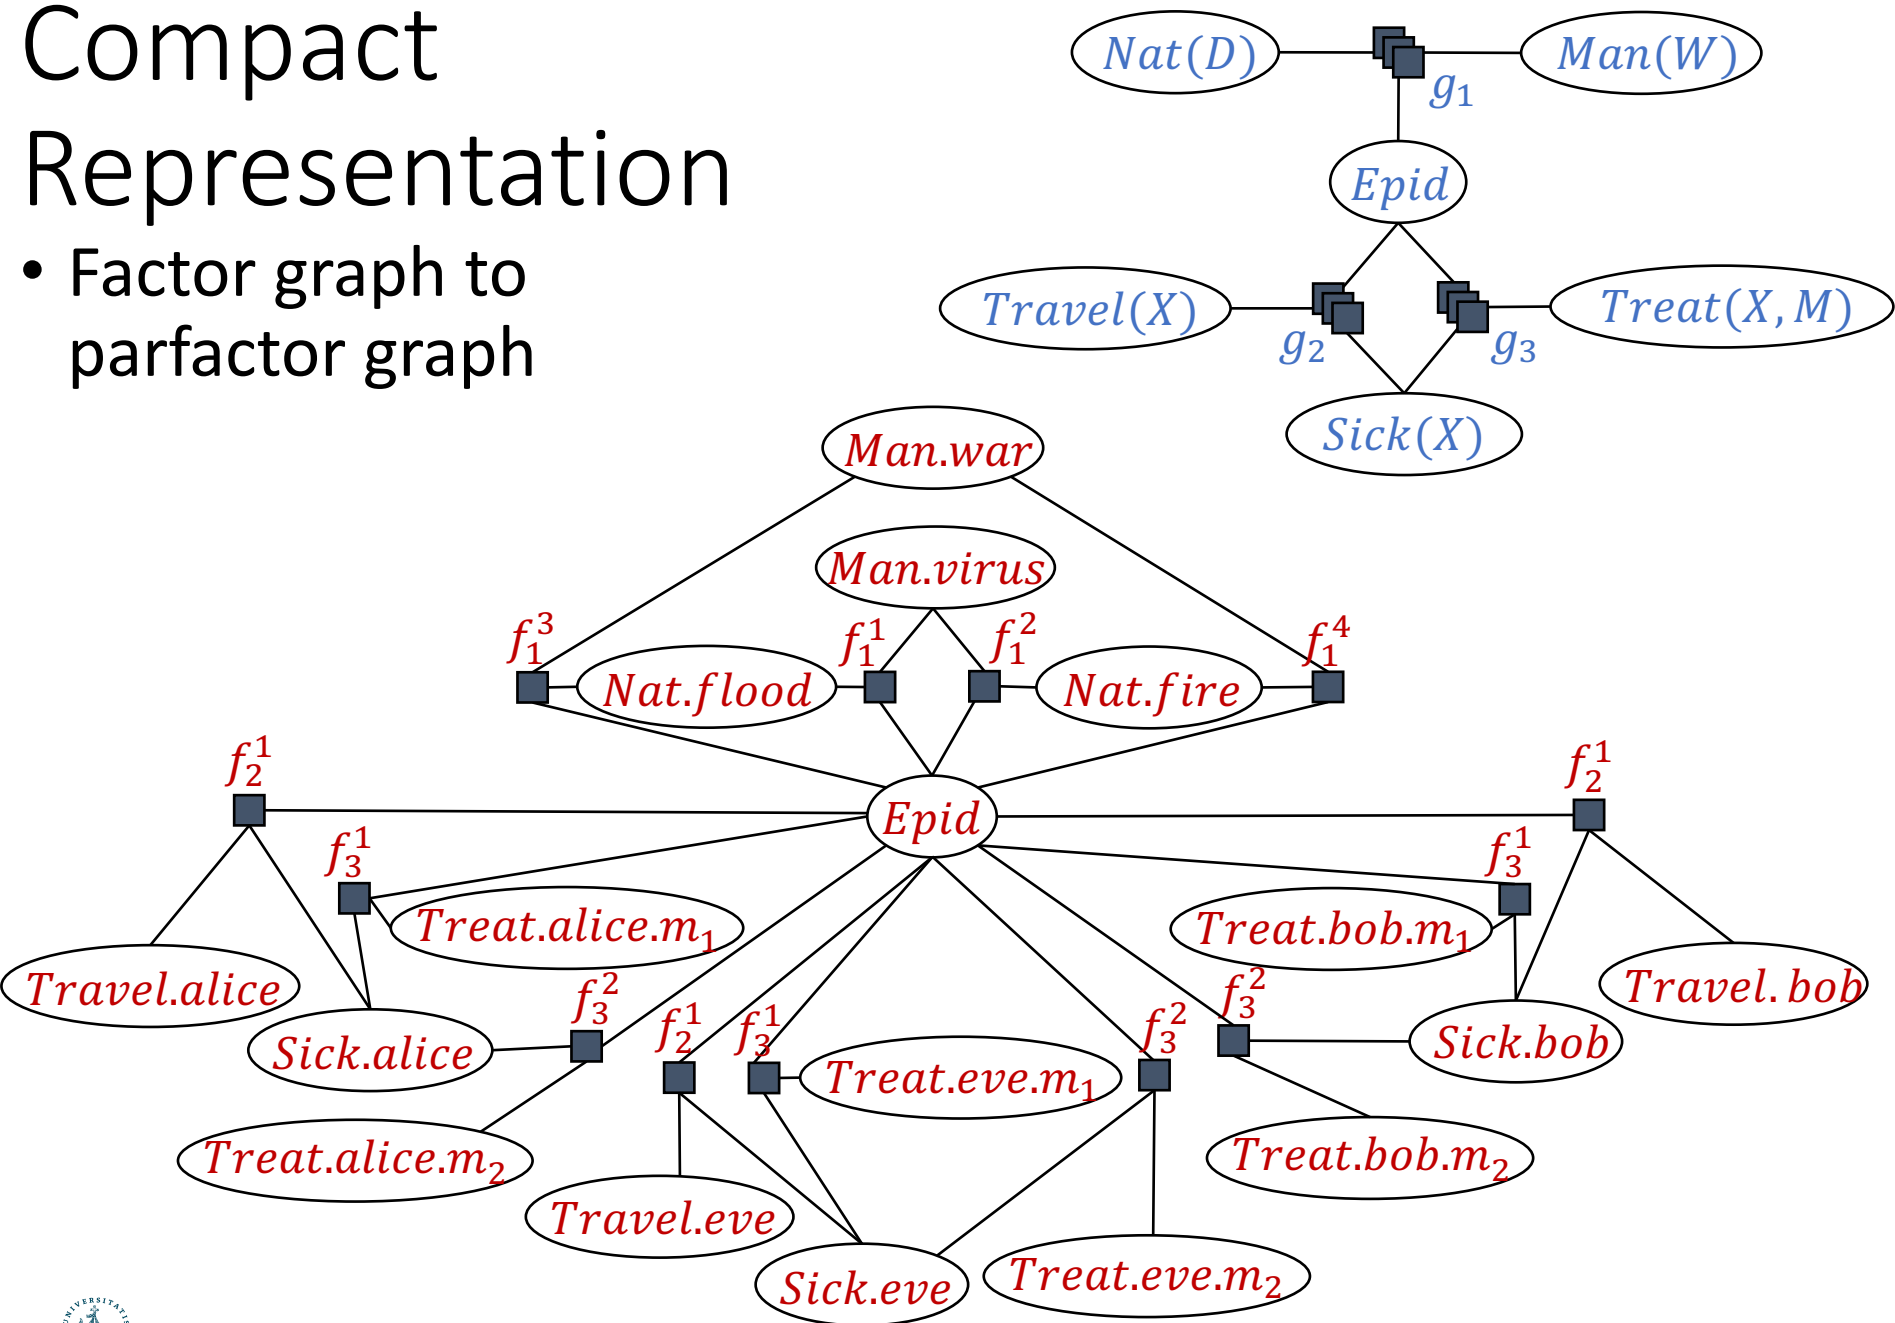 Compact
Representation
• Factor graph to
parfactor graph
Nat(D)
Man(W)
g₁
Epid
Travel(X)
Treat(X, M)
g₂
g₃
Sick(X)
Man.war
Man.virus
f₁³
f₁¹
f₁²
f₁⁴
Nat.flood
Nat.fire
f₂¹
f₂¹
Epid
f₃¹
f₃¹
Treat.alice.m₁
Treat.bob.m₁
Travel.alice
Travel.bob
f₃²
f₃²
Sick.alice
f₂¹
f₃¹
f₃²
Sick.bob
Treat.eve.m₁
Treat.alice.m₂
Treat.bob.m₂
Travel.eve
Sick.eve
Treat.eve.m₂